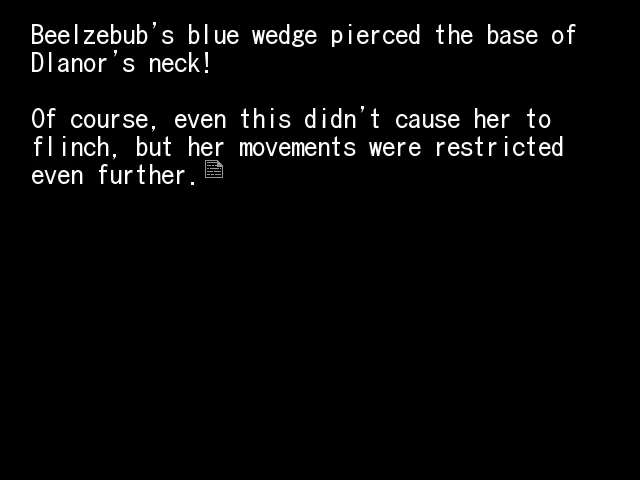 Beelzebub's blue wedge pierced the base of
Dlanor's neck!
Of course, even this didn't cause her to
flinch, but her movements were restricted
even further.